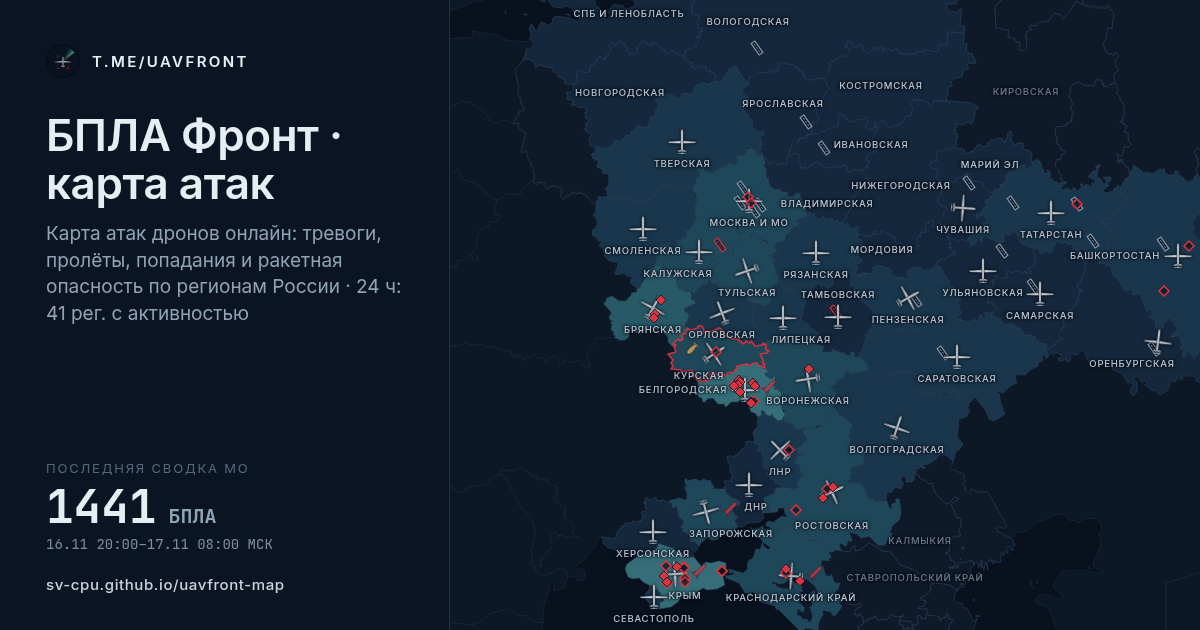 T.ME/UAVFRONT
БПЛА Фронт ·
карта атак
Карта атак дронов онлайн: тревоги,
пролёты, попадания и ракетная
опасность по регионам России · 24 ч:
41 рег. с активностью
ПОСЛЕДНЯЯ СВОДКА МО
1441 БПЛА
16.11 20:00–17.11 08:00 МСК
sv-cpu.github.io/uavfront-map
СПБ И ЛЕНОБЛАСТЬ
ВОЛОГОДСКАЯ
НОВГОРОДСКАЯ
КОСТРОМСКАЯ
КИРОВСКАЯ
ЯРОСЛАВСКАЯ
ИВАНОВСКАЯ
ТВЕРСКАЯ
МАРИЙ ЭЛ
НИЖЕГОРОДСКАЯ
ВЛАДИМИРСКАЯ
МОСКВА И МО
ЧУВАШИЯ
ТАТАРСТАН
СМОЛЕНСКАЯ
МОРДОВИЯ
БАШКОРТОСТАН
КАЛУЖСКАЯ
РЯЗАНСКАЯ
ТУЛЬСКАЯ
ТАМБОВСКАЯ
УЛЬЯНОВСКАЯ
САМАРСКАЯ
ПЕНЗЕНСКАЯ
БРЯНСКАЯ
ОРЛОВСКАЯ
ЛИПЕЦКАЯ
ОРЕНБУРГСКАЯ
КУРСКАЯ
САРАТОВСКАЯ
БЕЛГОРОДСКАЯ
ВОРОНЕЖСКАЯ
ВОЛГОГРАДСКАЯ
ЛНР
ДНР
РОСТОВСКАЯ
ЗАПОРОЖСКАЯ
КАЛМЫКИЯ
ХЕРСОНСКАЯ
СТАВРОПОЛЬСКИЙ КРАЙ
КРЫМ
КРАСНОДАРСКИЙ КРАЙ
СЕВАСТОПОЛЬ